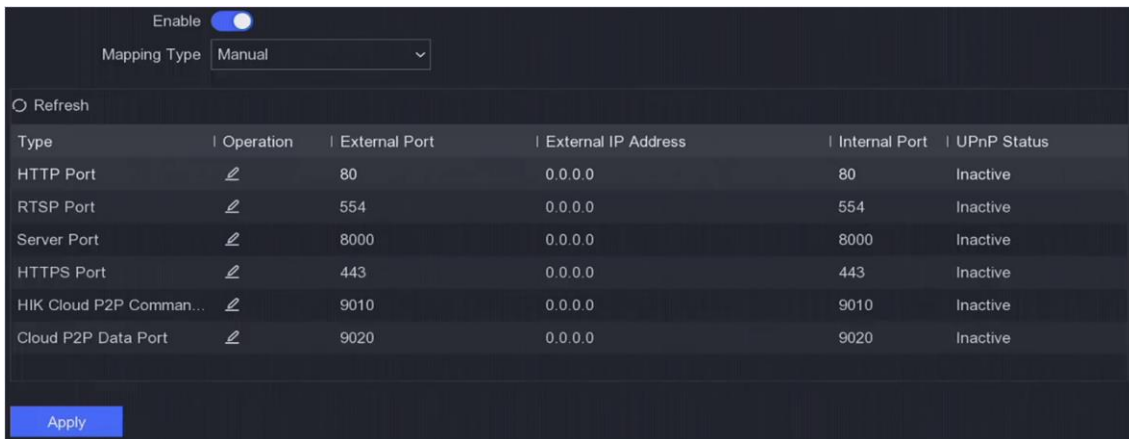 Enable
Mapping Type Manual
Refresh
Type Operation External Port External IP Address Internal Port UPnP Status
HTTP Port 80 0.0.0.0 80 Inactive
RTSP Port 554 0.0.0.0 554 Inactive
Server Port 8000 0.0.0.0 8000 Inactive
HTTPS Port 443 0.0.0.0 443 Inactive
HIK Cloud P2P Comman... 9010 0.0.0.0 9010 Inactive
Cloud P2P Data Port 9020 0.0.0.0 9020 Inactive
Apply